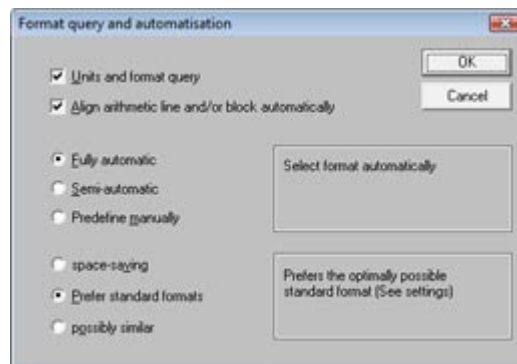 Format query and automatisation
OK
Cancel
Units and format query
Align arithmetic line and/or block automatically
Fully automatic
Semi-automatic
Predefine manually
Select format automatically
space-saving
Prefer standard formats
possibly similar
Prefers the optimally possible
standard format (See settings)